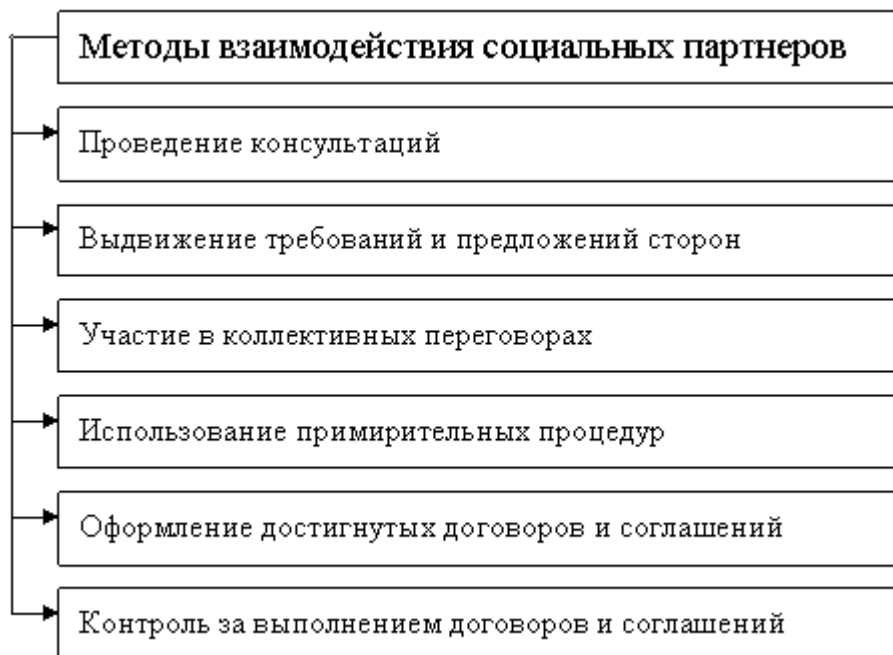 Методы взаимодействия социальных партнеров
Проведение консультаций
Выдвижение требований и предложений сторон
Участие в коллективных переговорах
Использование примирительных процедур
Оформление достигнутых договоров и соглашений
Контроль за выполнением договоров и соглашений